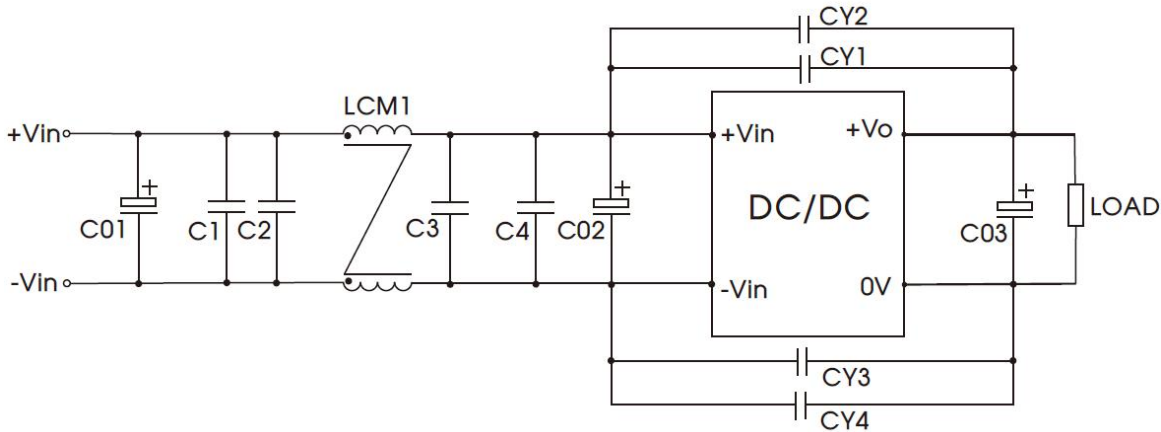 CY2
CY1
LCM1
+Vin
+Vin
+Vo
+
+
+
DC/DC
LOAD
C01
C1
C2
C3
C4
C02
C03
-Vin
-Vin
0V
CY3
CY4